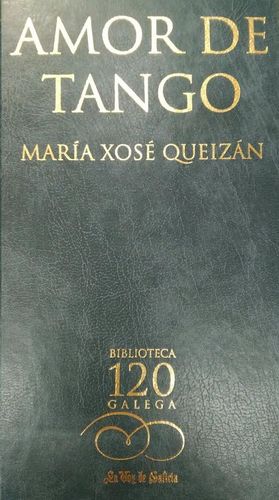 AMOR DE
TANGO
MARÍA XOSÉ QUEIZÁN
BIBLIOTECA
120
GALEGA
La Voz de Galicia